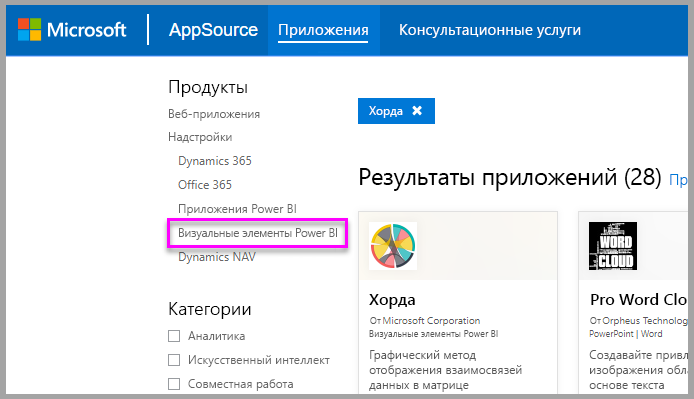 Microsoft AppSource Приложения Консультационные услуги
Продукты
Веб-приложения
Надстройки
Dynamics 365
Office 365
Приложения Power BI
Визуальные элементы Power BI
Dynamics NAV
Категории
Аналитика
Искусственный интеллект
Совместная работа
Хорда ✖
Результаты приложений (28) Пр
Хорда
От Microsoft Corporation
Визуальные элементы Power BI
Графический метод
отображения взаимосвязей
данных в матрице
WORD
CLOUD
Pro Word Clo
От Orpheus Technolog
PowerPoint | Word
Создавайте привл
изображения обла
основе текста